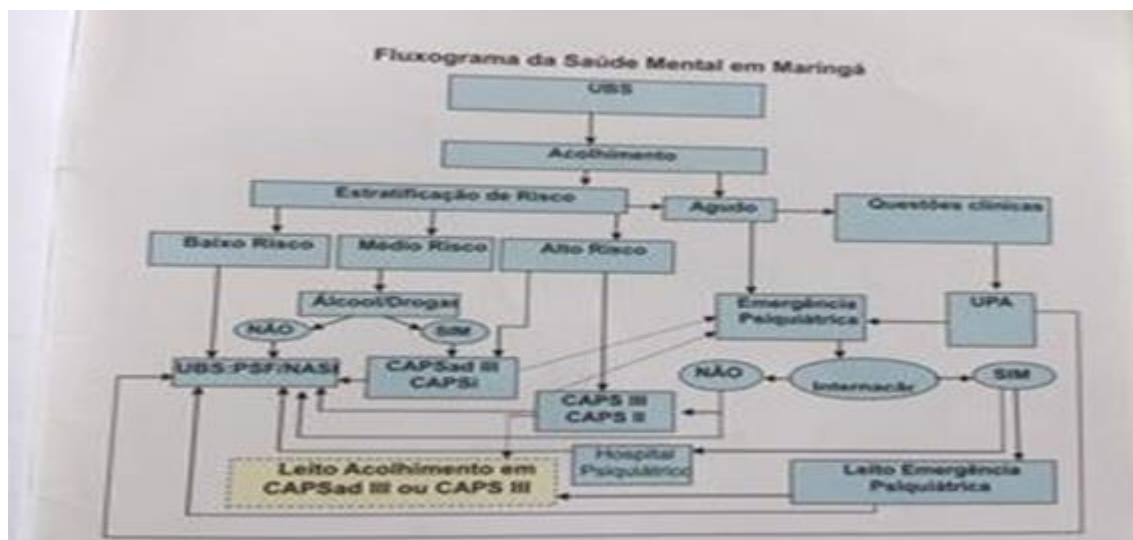 Fluxograma da Saúde Mental em Maringá
UBS
Acolhimento
Estratificação de Risco
Agudo
Questões clínicas
Baixo Risco
Médio Risco
Alto Risco
Álcool/Drogas
Emergência
Psiquiátrica
UPA
NÃO
SIM
UBS:PSF/NASF
CAPSad III
CAPSi
NÃO
Internação
SIM
CAPS III
CAPS II
Hospital
Psiquiátrico
Leito Acolhimento em
CAPSad III ou CAPS III
Leito Emergência
Psiquiátrica